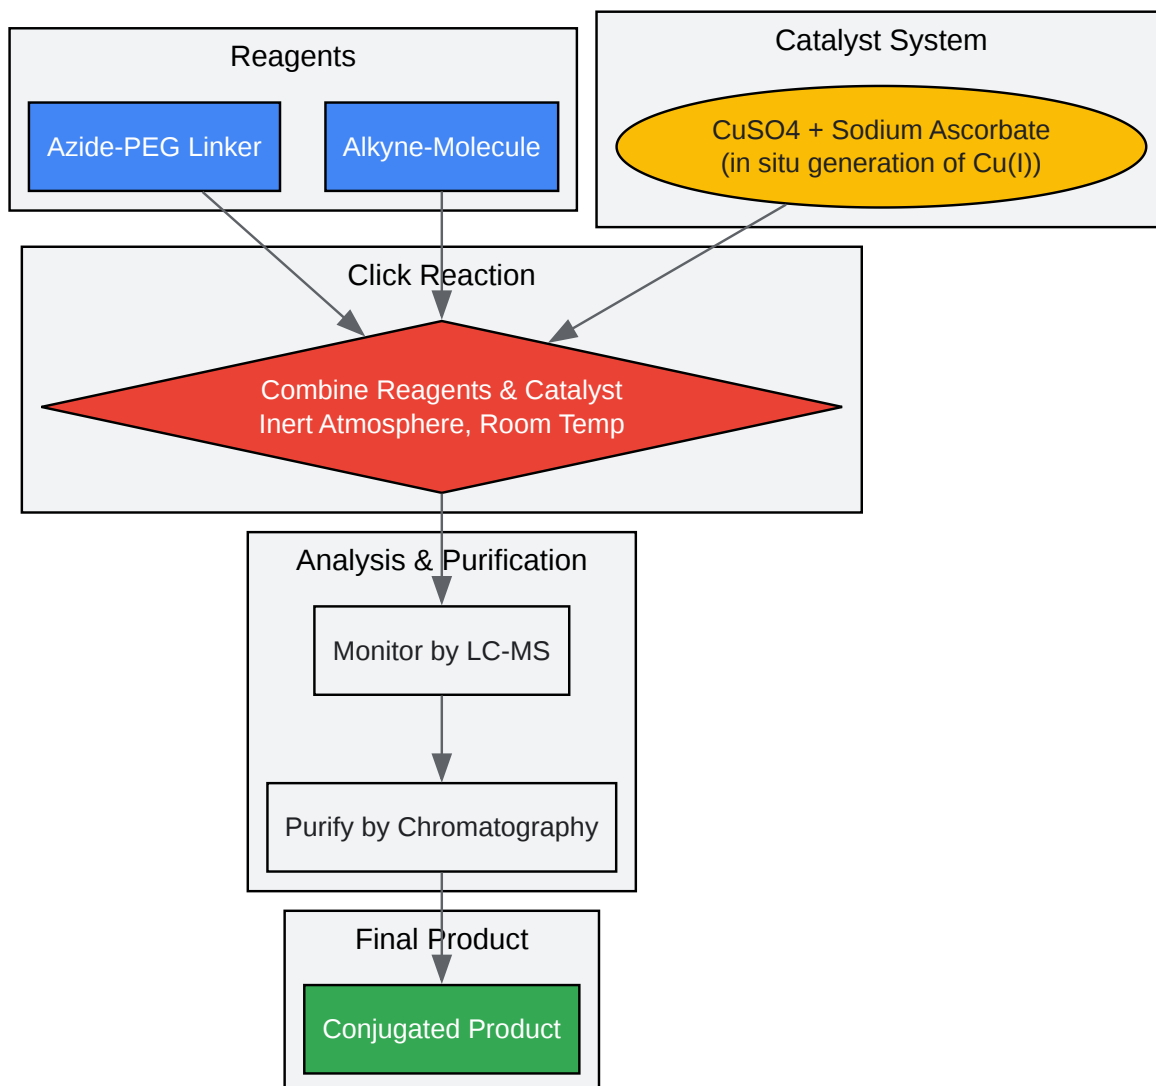 Reagents
Azide-PEG Linker
Alkyne-Molecule
Catalyst System
CuSO4 + Sodium Ascorbate
(in situ generation of Cu(I))
Click Reaction
Combine Reagents & Catalyst
Inert Atmosphere, Room Temp
Analysis & Purification
Monitor by LC-MS
Purify by Chromatography
Final Product
Conjugated Product